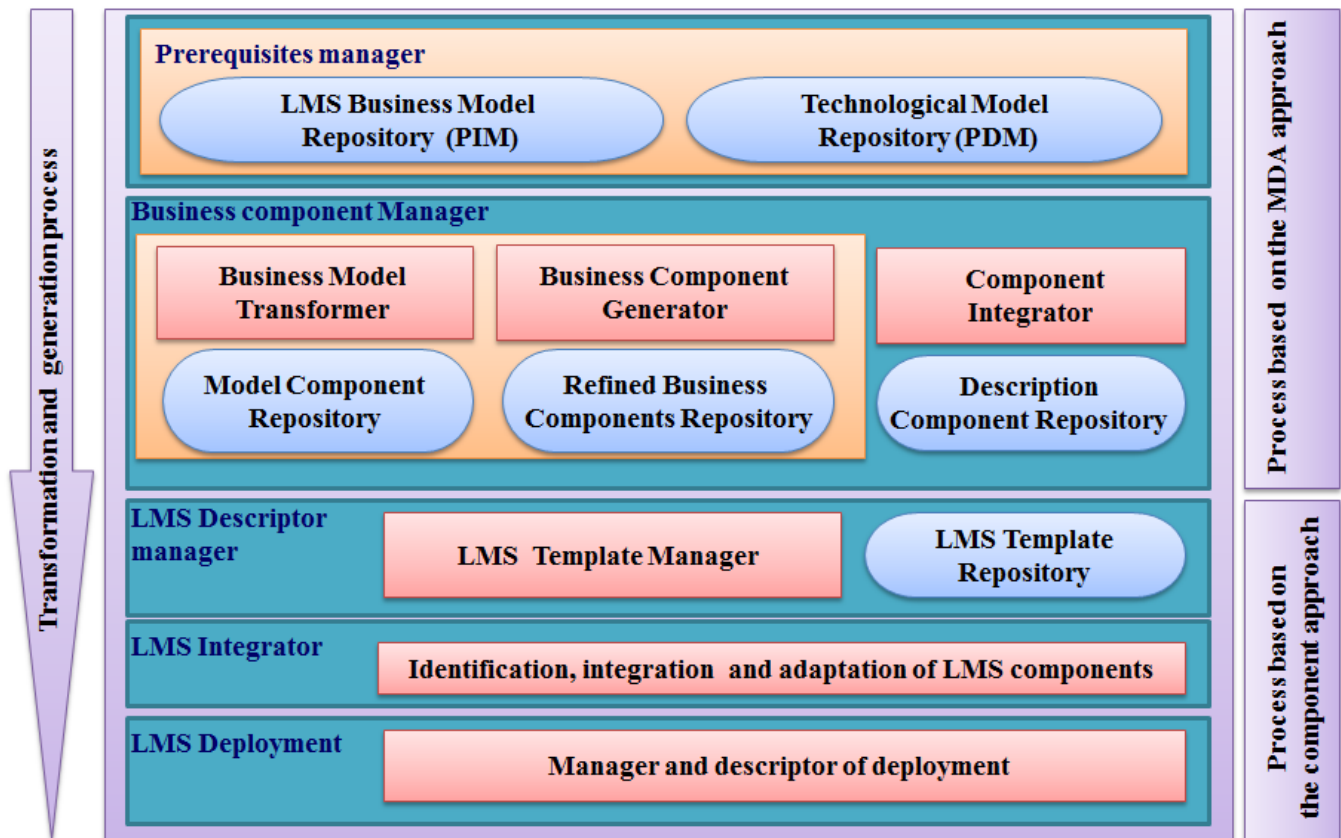 Prerequisites manager
LMS Business Model
Repository (PIM)
Technological Model
Repository (PDM)
Business component Manager
Business Model
Transformer
Business Component
Generator
Component
Integrator
Model Component
Repository
Refined Business
Components Repository
Description
Component Repository
LMS Descriptor
manager
LMS Template Manager
LMS Template
Repository
LMS Integrator
Identification, integration and adaptation of LMS components
LMS Deployment
Manager and descriptor of deployment
Transformation and generation process
Process based on the MDA approach
Process based on
the component approach